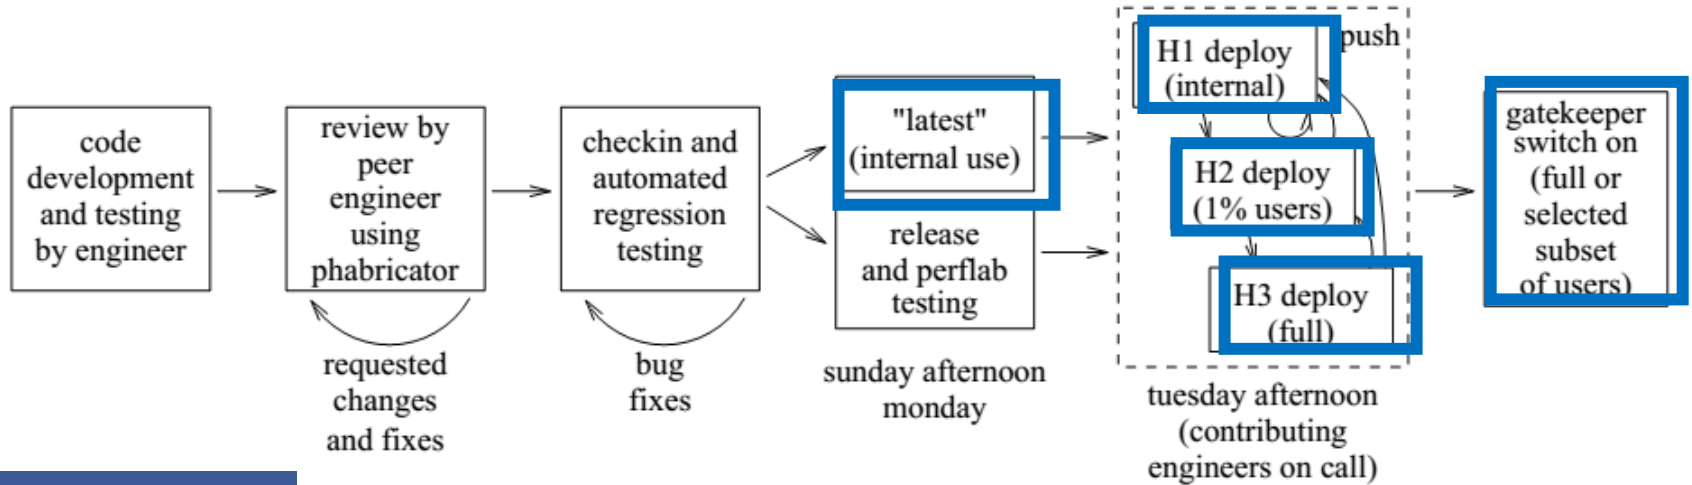 code
development
and testing
by engineer
review by
peer
engineer
using
phabricator
requested
changes
and fixes
checkin and
automated
regression
testing
bug
fixes
"latest"
(internal use)
release
and perflab
testing
sunday afternoon
monday
push
H1 deploy
(internal)
H2 deploy
(1% users)
H3 deploy
(full)
tuesday afternoon
(contributing
engineers on call)
gatekeeper
switch on
(full or
selected
subset
of users)